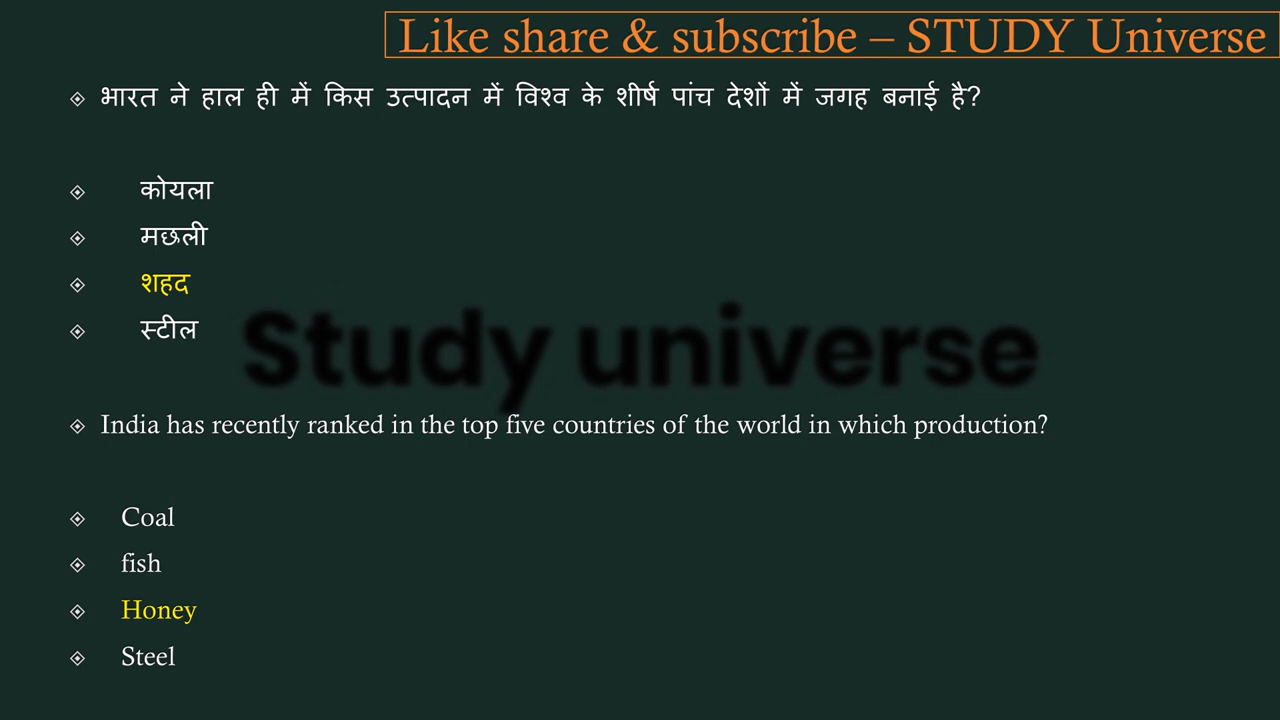 Like share & subscribe – STUDY Universe
भारत ने हाल ही में किस उत्पादन में विश्व के शीर्ष पांच देशों में जगह बनाई है?
कोयला
मछली
शहद
स्टील
Study universe
India has recently ranked in the top five countries of the world in which production?
Coal
fish
Honey
Steel